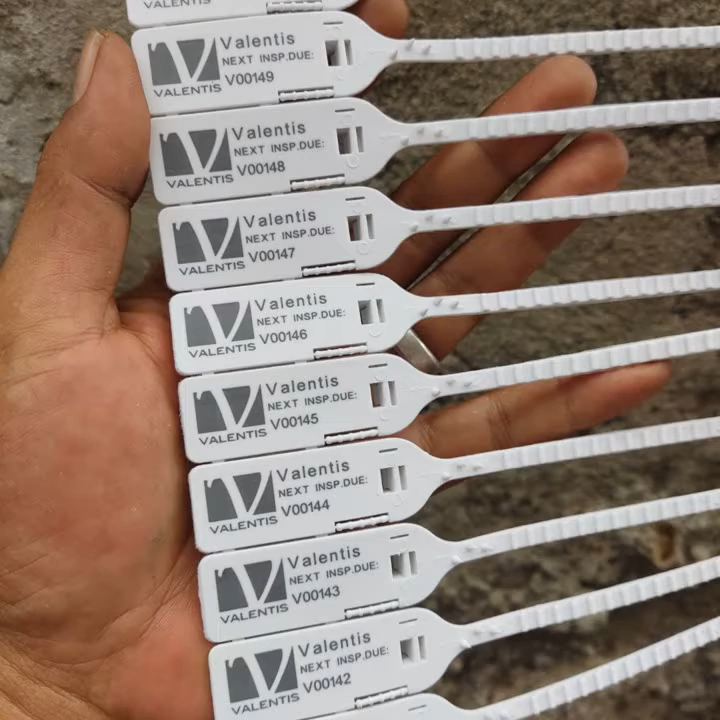 VALENTIS
Valentis
NEXT INSP.DUE:
V00149
VALENTIS
Valentis
NEXT INSP.DUE:
V00148
VALENTIS
Valentis
NEXT INSP.DUE:
V00147
VALENTIS
Valentis
NEXT INSP.DUE:
V00146
VALENTIS
Valentis
NEXT INSP.DUE:
V00145
VALENTIS
Valentis
NEXT INSP.DUE:
V00144
VALENTIS
Valentis
NEXT INSP.DUE:
V00143
VALENTIS
Valentis
NEXT INSP.DUE:
V00142
VALENTIS